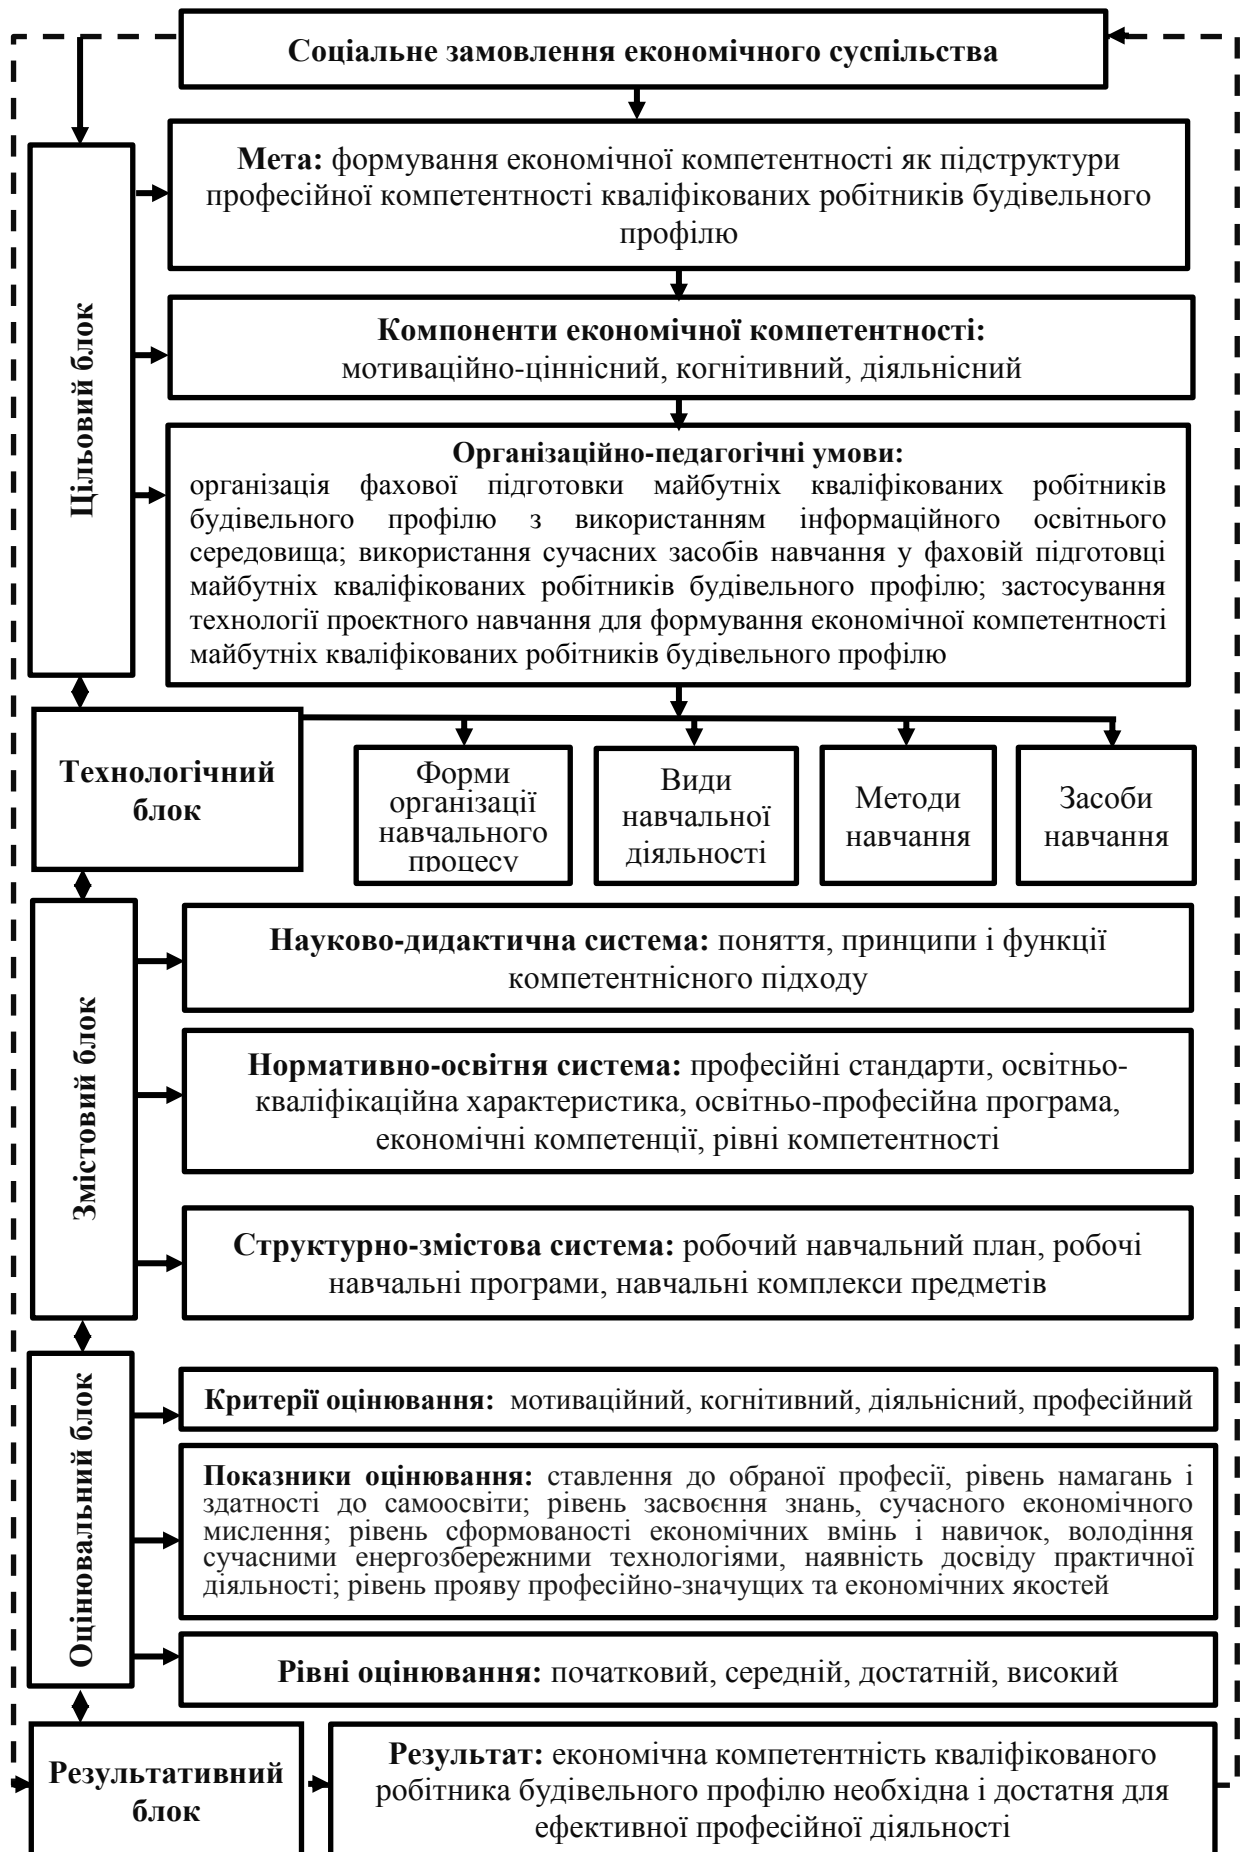 Соціальне замовлення економічного суспільства
Цільовий блок
Мета: формування економічної компетентності як підструктури
професійної компетентності кваліфікованих робітників будівельного
профілю
Компоненти економічної компетентності:
мотиваційно-ціннісний, когнітивний, діяльнісний
Організаційно-педагогічні умови:
організація фахової підготовки майбутніх кваліфікованих робітників
будівельного профілю з використанням інформаційного освітнього
середовища; використання сучасних засобів навчання у фаховій підготовці
майбутніх кваліфікованих робітників будівельного профілю; застосування
технології проектного навчання для формування економічної компетентності
майбутніх кваліфікованих робітників будівельного профілю
Технологічний
блок
Форми
організації
навчального
процесу
Види
навчальної
діяльності
Методи
навчання
Засоби
навчання
Змістовий блок
Науково-дидактична система: поняття, принципи і функції
компетентнісного підходу
Нормативно-освітня система: професійні стандарти, освітньо-
кваліфікаційна характеристика, освітньо-професійна програма,
економічні компетенції, рівні компетентності
Структурно-змістова система: робочий навчальний план, робочі
навчальні програми, навчальні комплекси предметів
Оцінювальний блок
Критерії оцінювання: мотиваційний, когнітивний, діяльнісний, професійний
Показники оцінювання: ставлення до обраної професії, рівень намагань і
здатності до самоосвіти; рівень засвоєння знань, сучасного економічного
мислення; рівень сформованості економічних вмінь і навичок, володіння
сучасними енергозбережними технологіями, наявність досвіду практичної
діяльності; рівень прояву професійно-значущих та економічних якостей
Рівні оцінювання: початковий, середній, достатній, високий
Результативний
блок
Результат: економічна компетентність кваліфікованого
робітника будівельного профілю необхідна і достатня для
ефективної професійної діяльності